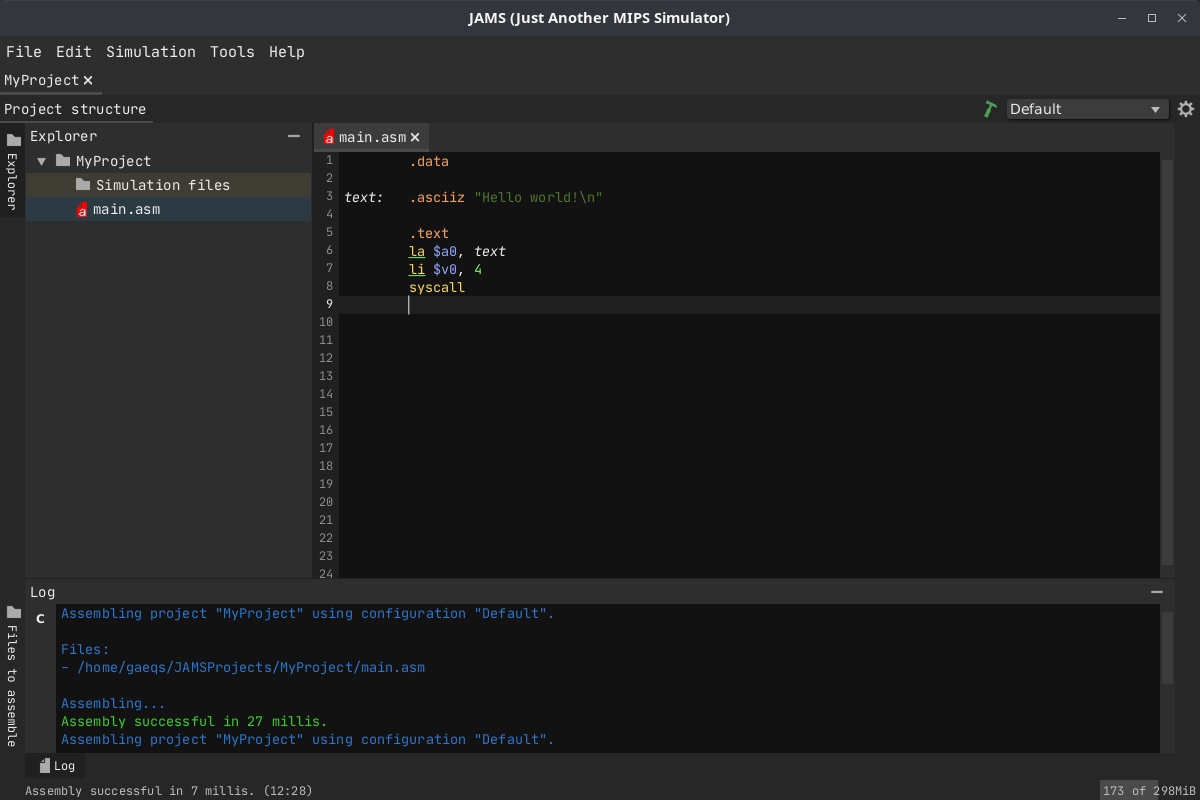 JAMS (Just Another MIPS Simulator)
File Edit Simulation Tools Help
MyProject
Project structure
Default
Explorer
Explorer
MyProject
Simulation files
main.asm
main.asm
1 .data
2
3 text: .asciiz "Hello world!\n"
4
5 .text
6 la $a0, text
7 li $v0, 4
8 syscall
9
10
11
12
13
14
15
16
17
18
19
20
21
22
23
24
Files to assemble
Log
C
Assembling project "MyProject" using configuration "Default".
Files:
- /home/gaeqs/JAMSProjects/MyProject/main.asm
Assembling...
Assembly successful in 27 millis.
Assembling project "MyProject" using configuration "Default".
Log
Assembly successful in 7 millis. (12:28)
173 of 298MiB